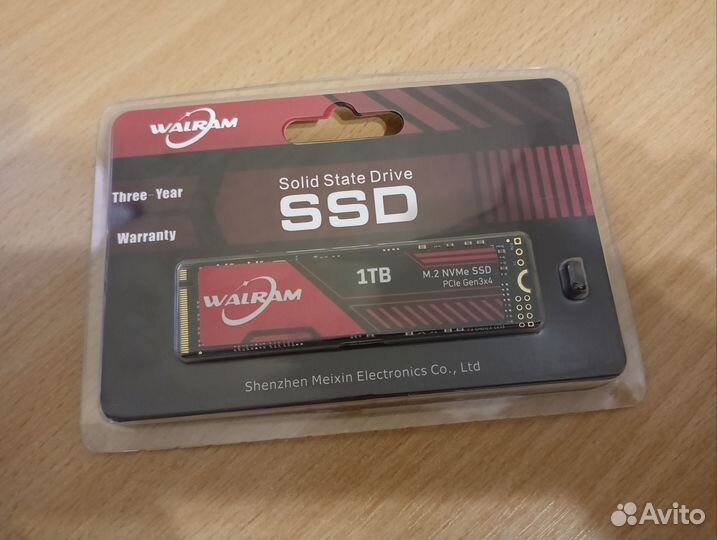 WALRAM
Solid State Drive
SSD
Three-Year
Warranty
WALRAM
1TB
M.2 NVMe SSD
PCIe Gen3x4
Shenzhen Meixin Electronics Co., Ltd
Avito